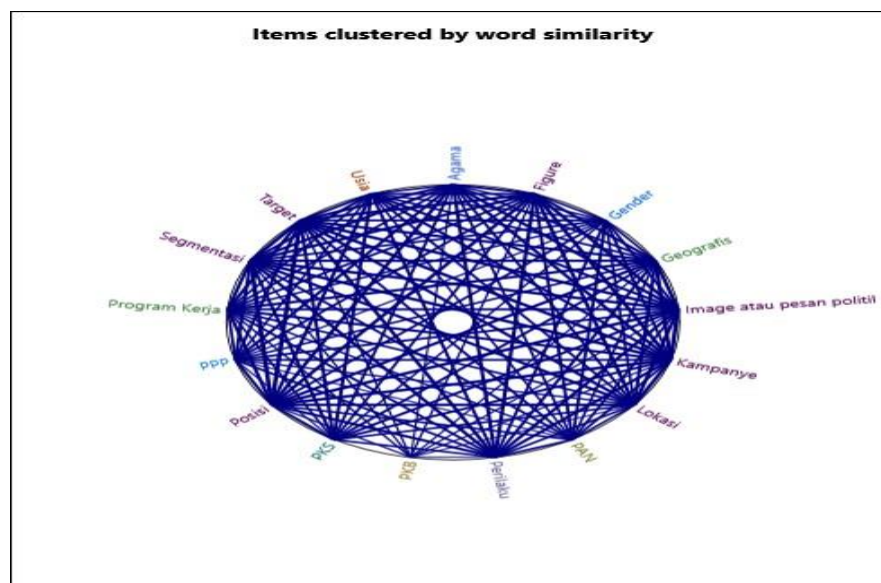 Items clustered by word similarity
Agama
Figure
Gender
Geografis
Image atau pesan politil
Kampanye
Lokasi
PAN
Perilaku
PKB
PKS
Posisi
PPP
Program Kerja
Segmentasi
Target
Usia